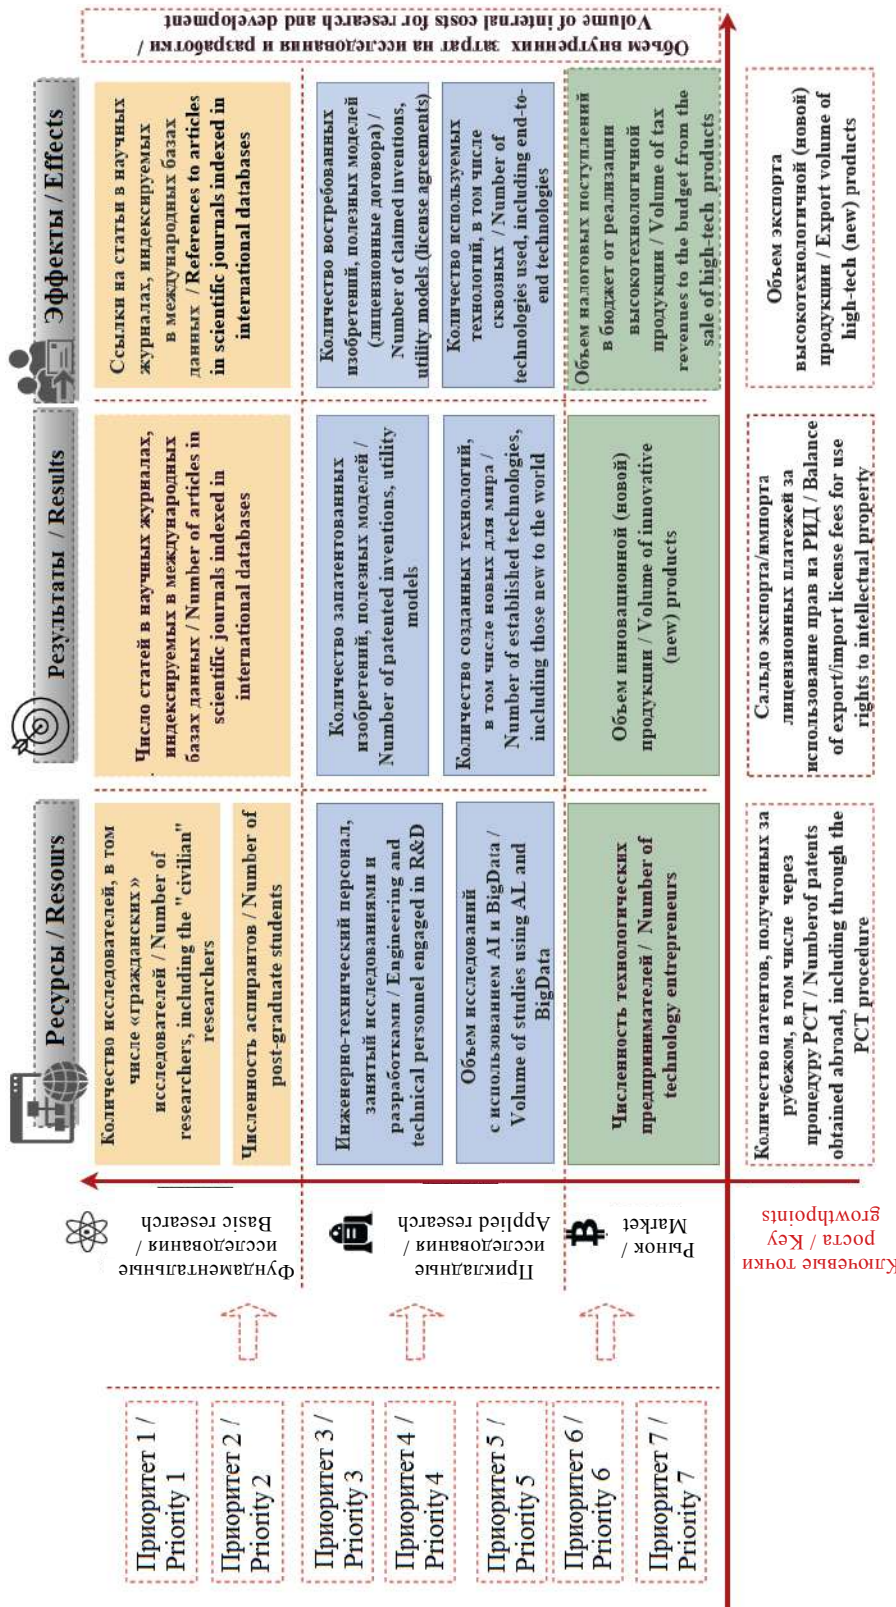 Ресурсы / Resours
Результаты / Results
Эффекты / Effects
Приоритет 1 /
Priority 1
Приоритет 2 /
Priority 2
Приоритет 3 /
Priority 3
Приоритет 4 /
Priority 4
Приоритет 5 /
Priority 5
Приоритет 6 /
Priority 6
Приоритет 7 /
Priority 7
Фундаментальные
исследования /
Basic research
Количество исследователей, в том
числе «гражданских»
исследователей / Number of
researchers, including the "civilian"
researchers
Численность аспирантов / Number of
post-graduate students
Число статей в научных журналах,
индексируемых в международных
базах данных / Number of articles in
scientific journals indexed in
international databases
Ссылки на статьи в научных
журналах, индексируемых
в международных базах
данных / References to articles
in scientific journals indexed in
international databases
Прикладные
исследования /
Applied research
Инженерно-технический персонал,
занятый исследованиями и
разработками / Engineering and
technical personnel engaged in R&D
Объем исследований
с использованием AI и BigData /
Volume of studies using AL and
BigData
Количество запатентованных
изобретений, полезных моделей /
Number of patented inventions, utility
models
Количество созданных технологий,
в том числе новых для мира /
Number of established technologies,
including those new to the world
Количество востребованных
изобретений, полезных моделей
(лицензионные договора) /
Number of claimed inventions,
utility models (license agreements)
Количество используемых
технологий, в том числе
сквозных / Number of
technologies used, including end-to-
end technologies
Рынок /
Market
Численность технологических
предпринимателей / Number of
technology entrepreneurs
Объем инновационной (новой)
продукции / Volume of innovative
(new) products
Объем налоговых поступлений
в бюджет от реализации
высокотехнологичной
продукции / Volume of tax
revenues to the budget from the
sale of high-tech products
Ключевые точки
роста / Key
growthpoints
Количество патентов, полученных за
рубежом, в том числе через
процедуру PCT / Numberof patents
obtained abroad, including through the
PCT procedure
Сальдо экспорта/импорта
лицензионных платежей за
использование прав на РИД / Balance
of export/import license fees for use
rights to intellectual property
Объем экспорта
высокотехнологичной (новой)
продукции / Export volume of
high-tech (new) products
Объем внутренних затрат на исследования и разработки /
Volume of internal costs for research and development